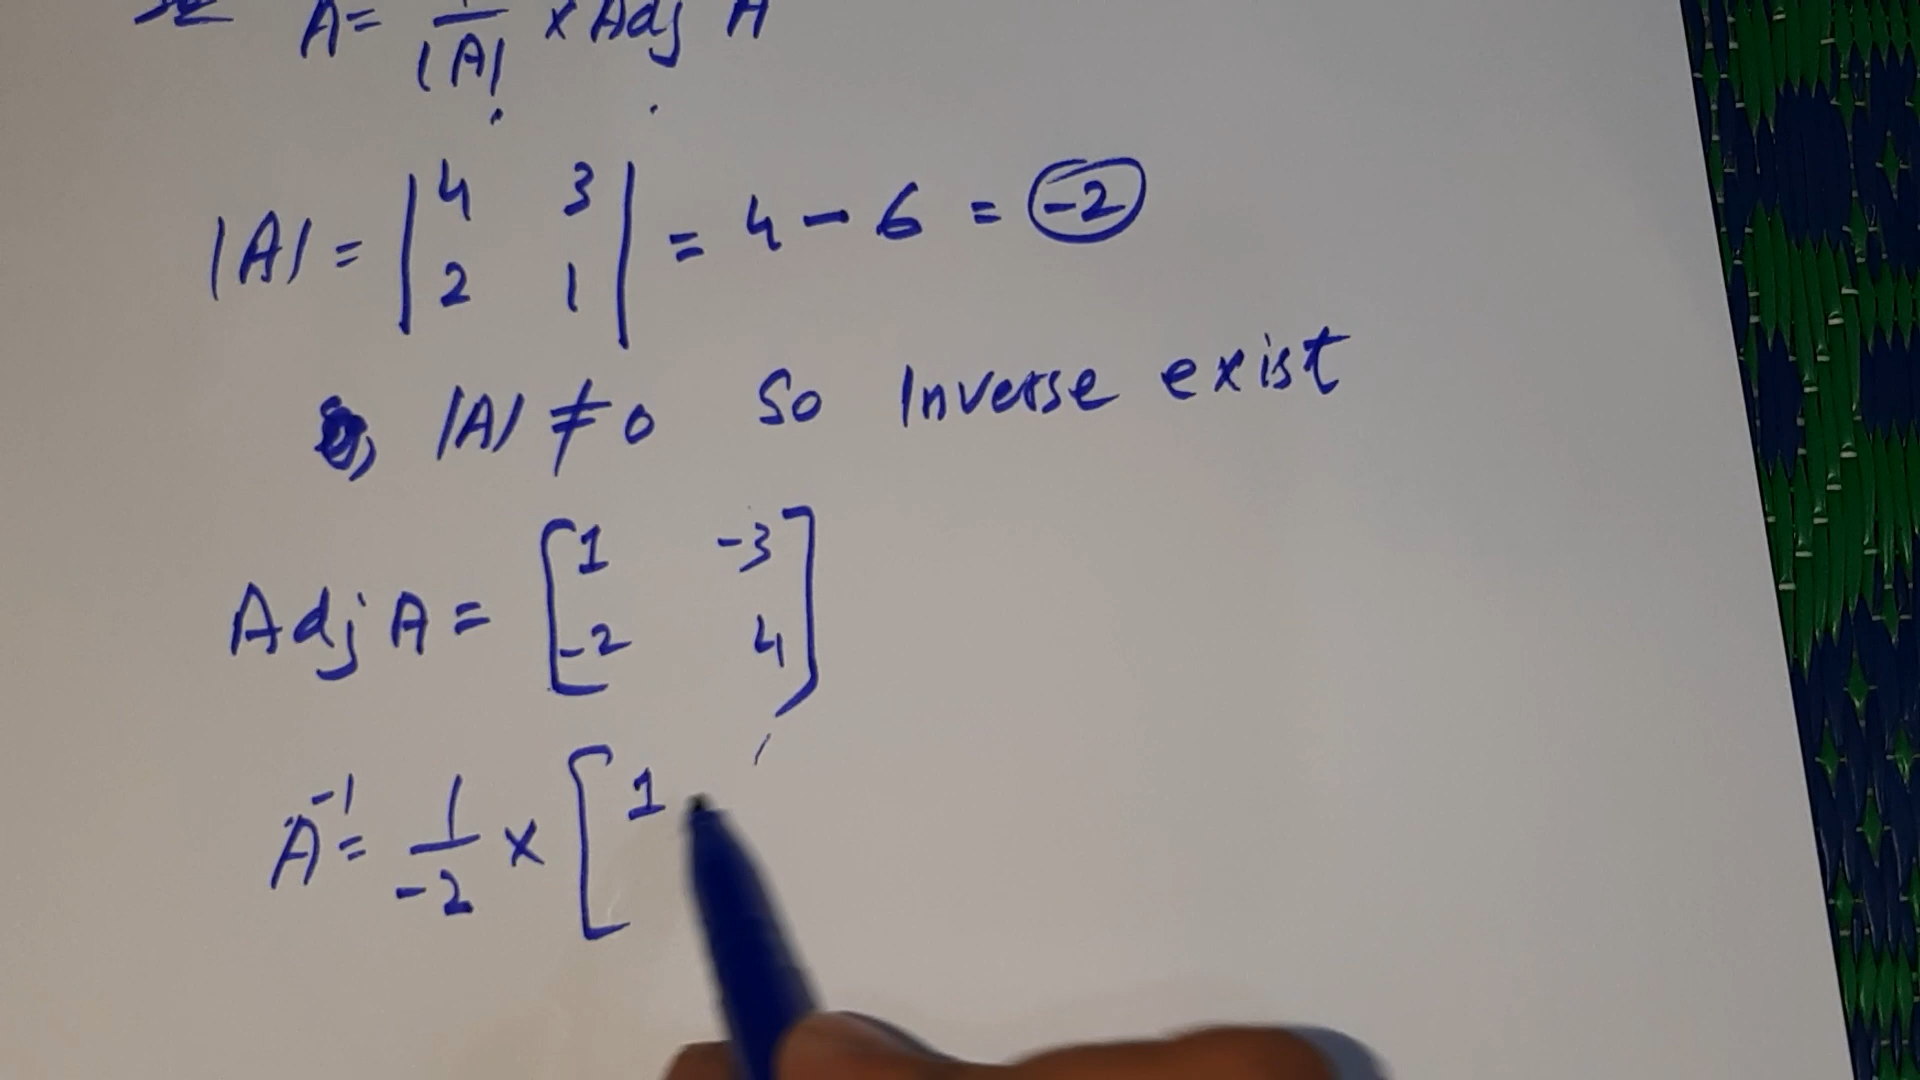 A = 1/|A| × Adj A
|A| = |4 3|
|2 1| = 4 - 6 = -2
|A| ≠ 0 So Inverse exist
Adj A = [1 -3
-2 4]
A⁻¹ = 1/-2 × [1